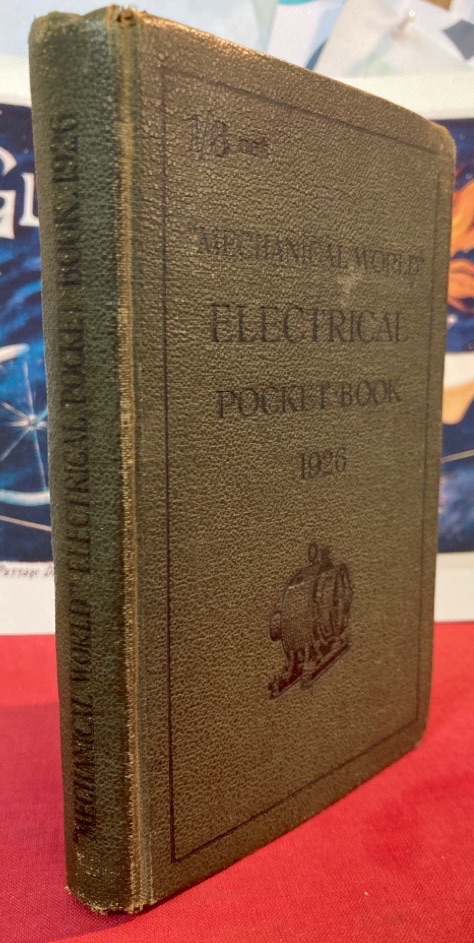 1/6 net
"MECHANICAL WORLD"
ELECTRICAL
POCKET BOOK
1926
"MECHANICAL WORLD" ELECTRICAL POCKET BOOK 1926